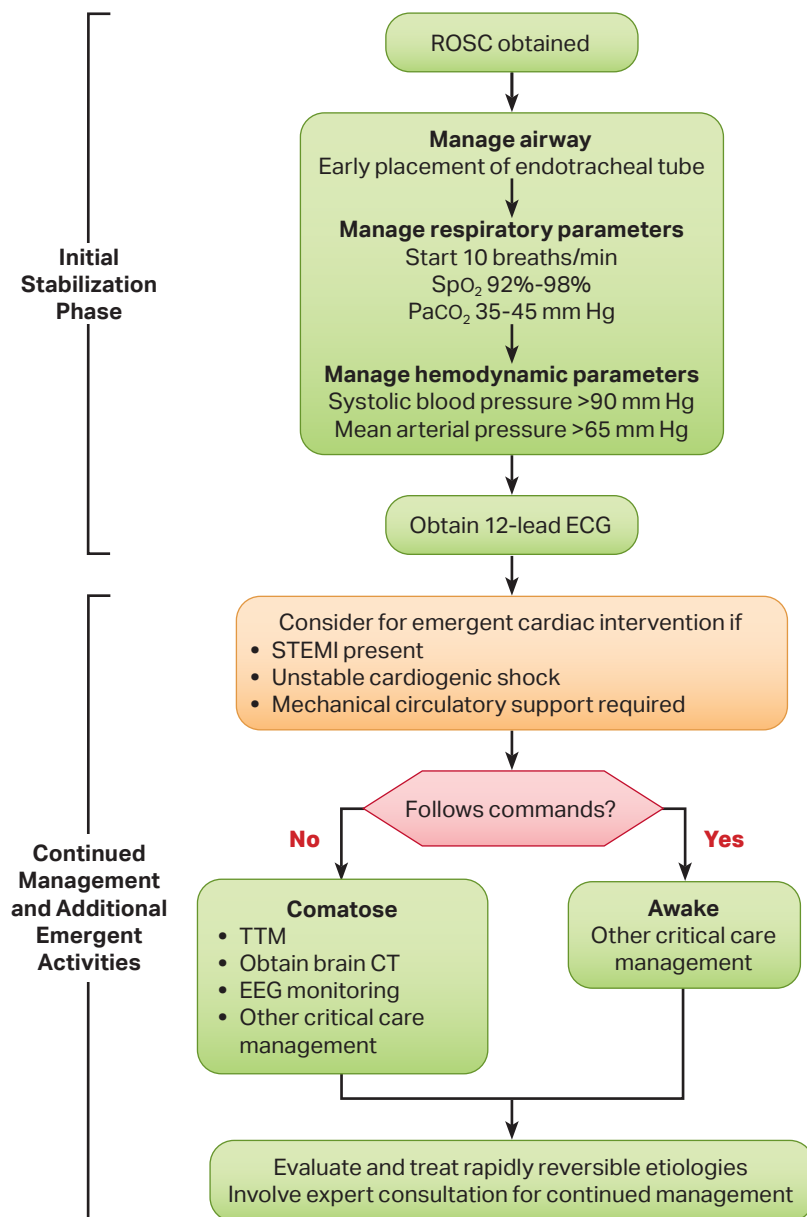 ROSC obtained
Manage airway
Early placement of endotracheal tube
Manage respiratory parameters
Start 10 breaths/min
SpO₂ 92%-98%
PaCO₂ 35-45 mm Hg
Manage hemodynamic parameters
Systolic blood pressure >90 mm Hg
Mean arterial pressure >65 mm Hg
Obtain 12-lead ECG
Initial
Stabilization
Phase
Consider for emergent cardiac intervention if
• STEMI present
• Unstable cardiogenic shock
• Mechanical circulatory support required
Follows commands?
No
Yes
Comatose
• TTM
• Obtain brain CT
• EEG monitoring
• Other critical care
management
Awake
Other critical care
management
Evaluate and treat rapidly reversible etiologies
Involve expert consultation for continued management
Continued
Management
and Additional
Emergent
Activities